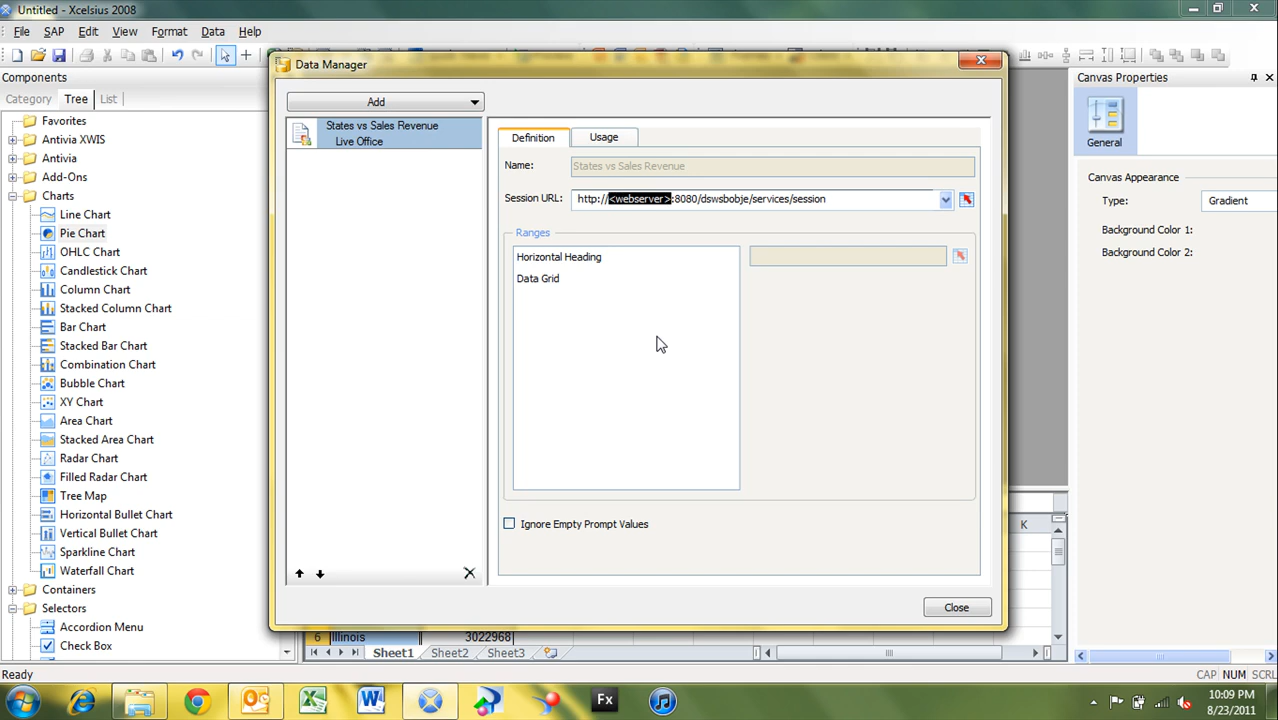 Untitled - Xcelsius 2008
File SAP Edit View Format Data Help
Components
Category Tree List
Favorites
Antivia XWIS
Antivia
Add-Ons
Charts
Line Chart
Pie Chart
OHLC Chart
Candlestick Chart
Column Chart
Stacked Column Chart
Bar Chart
Stacked Bar Chart
Combination Chart
Bubble Chart
XY Chart
Area Chart
Stacked Area Chart
Radar Chart
Filled Radar Chart
Tree Map
Horizontal Bullet Chart
Vertical Bullet Chart
Sparkline Chart
Waterfall Chart
Containers
Selectors
Accordion Menu
Check Box
Data Manager
Add
States vs Sales Revenue
Live Office
Definition Usage
Name: States vs Sales Revenue
Session URL: http://<webserver>:8080/dswsbobje/services/session
Ranges
Horizontal Heading
Data Grid
Ignore Empty Prompt Values
Close
Canvas Properties
General
Canvas Appearance
Type: Gradient
Background Color 1:
Background Color 2:
K
6 Illinois 3022968
Sheet1 Sheet2 Sheet3
Ready
CAP NUM SCRL
Fx
10:09 PM
8/23/2011